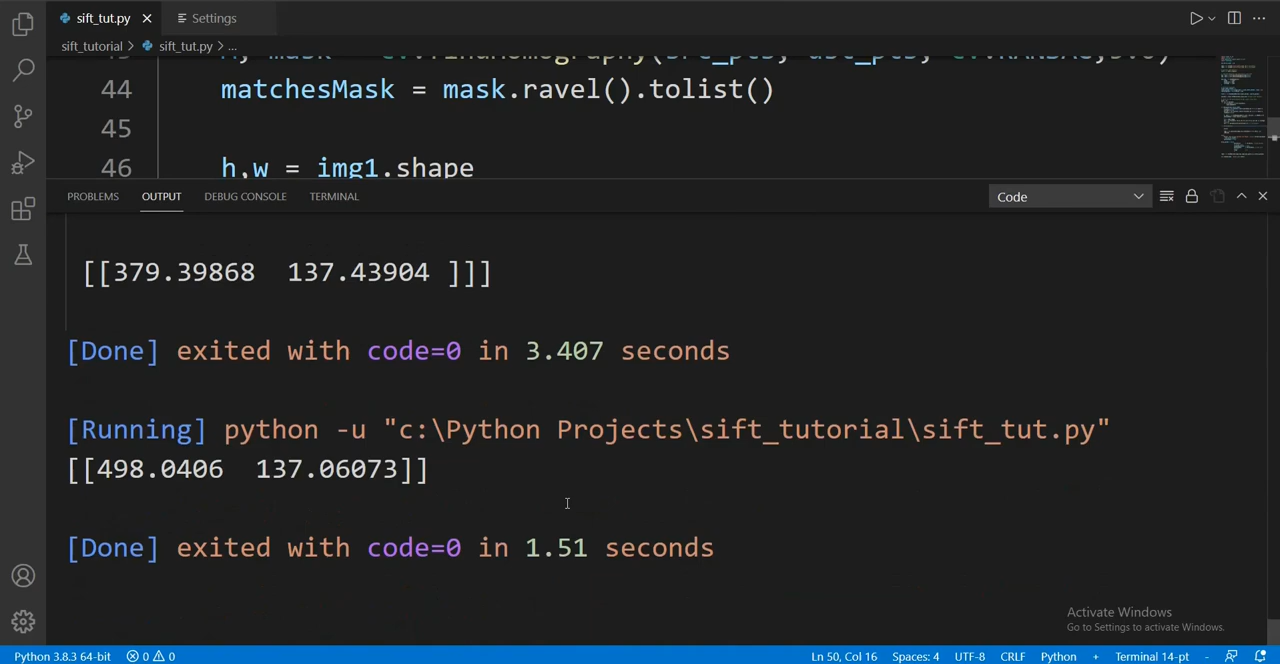 sift_tut.py
Settings
sift_tutorial > sift_tut.py > ...
44 matchesMask = mask.ravel().tolist()
45
46 h,w = img1.shape
PROBLEMS OUTPUT DEBUG CONSOLE TERMINAL
Code
[[379.39868 137.43904 ]]]
[Done] exited with code=0 in 3.407 seconds
[Running] python -u "c:\Python Projects\sift_tutorial\sift_tut.py"
[[498.0406 137.06073]]
[Done] exited with code=0 in 1.51 seconds
Activate Windows
Go to Settings to activate Windows.
Python 3.8.3 64-bit 0 0 Ln 50, Col 16 Spaces: 4 UTF-8 CRLF Python + Terminal 14-pt -